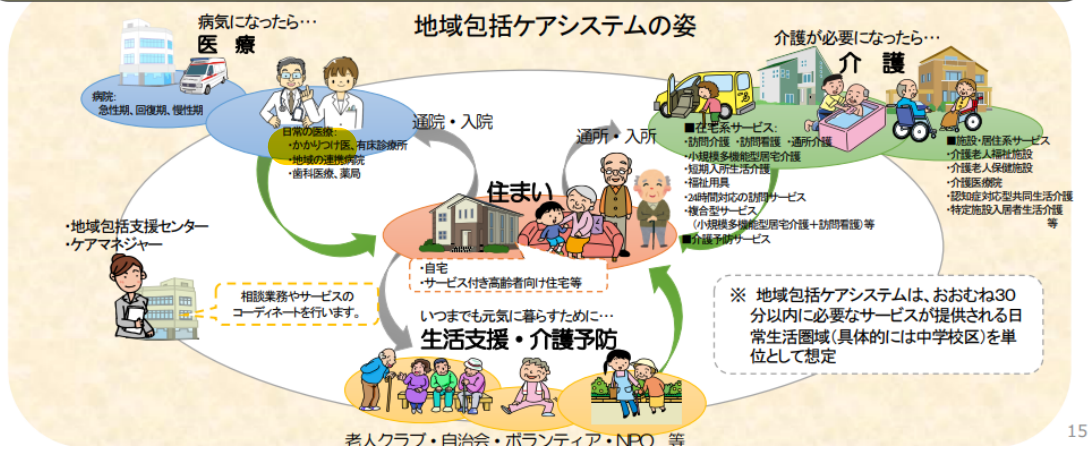 地域包括ケアシステムの姿
病気になったら…
医 療
病院:
急性期、回復期、慢性期
日常の医療:
・かかりつけ医、有床診療所
・地域の連携病院
・歯科医療、薬局
通院・入院
通所・入所
介護が必要になったら…
介 護
■在宅系サービス:
・訪問介護 ・訪問看護 ・通所介護
・小規模多機能型居宅介護
・短期入所生活介護
・福祉用具
・24時間対応の訪問サービス
・複合型サービス
(小規模多機能型居宅介護+訪問看護)等
■介護予防サービス
■施設・居住系サービス
・介護老人福祉施設
・介護老人保健施設
・介護医療院
・認知症対応型共同生活介護
・特定施設入居者生活介護
等
住まい
・自宅
・サービス付き高齢者向け住宅等
・地域包括支援センター
・ケアマネジャー
相談業務やサービスの
コーディネートを行います。
いつまでも元気に暮らすために…
生活支援・介護予防
老人クラブ・自治会・ボランティア・NPO 等
※ 地域包括ケアシステムは、おおむね30
分以内に必要なサービスが提供される日
常生活圏域(具体的には中学校区)を単
位として想定
15